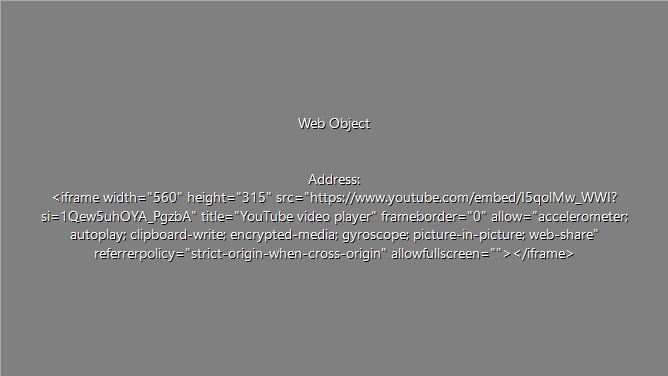 Web Object
Address:
<iframe width="560" height="315" src="https://www.youtube.com/embed/I5qolMw_WWI?
si=1Qew5uhOYA_PgzbA" title="YouTube video player" frameborder="0" allow="accelerometer;
autoplay; clipboard-write; encrypted-media; gyroscope; picture-in-picture; web-share"
referrerpolicy="strict-origin-when-cross-origin" allowfullscreen=""></iframe>